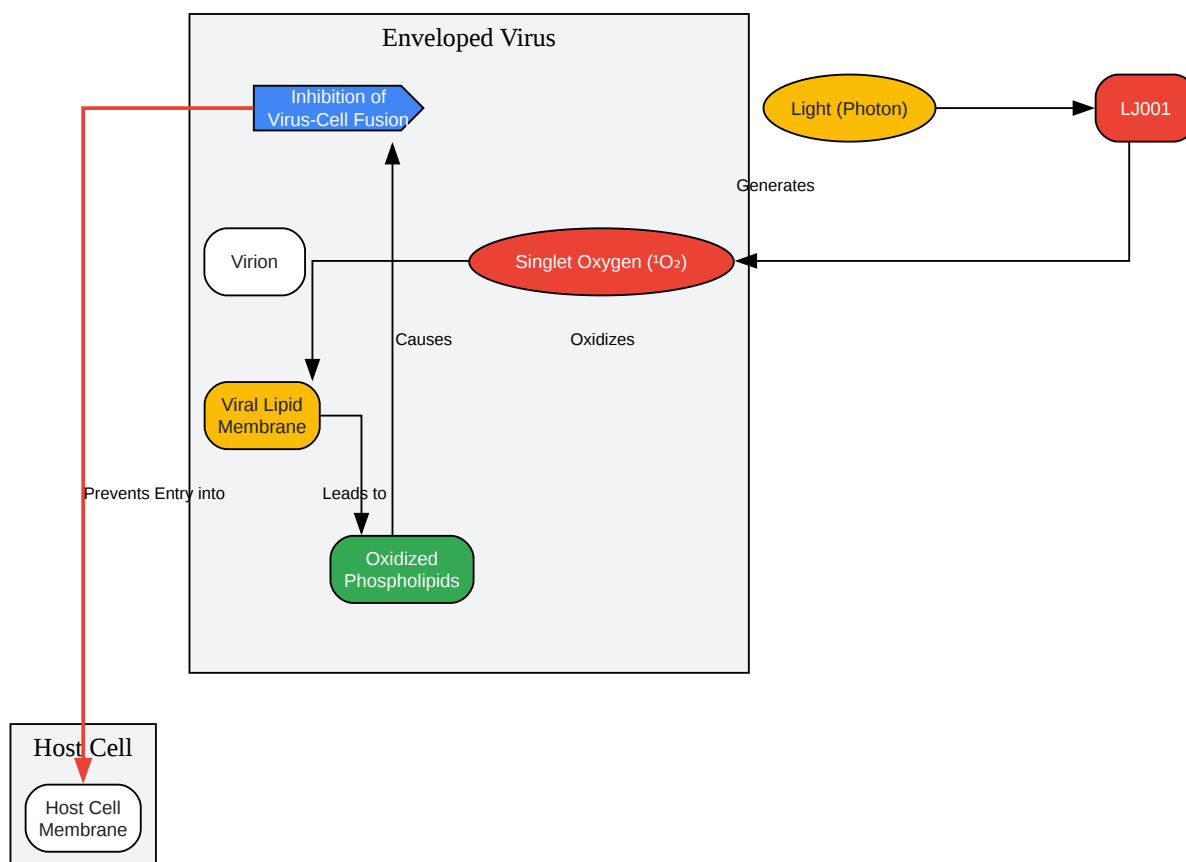 Enveloped Virus
Inhibition of
Virus-Cell Fusion
Light (Photon)
LJ001
Generates
Virion
Singlet Oxygen (¹O₂)
Causes
Oxidizes
Viral Lipid
Membrane
Prevents Entry into
Leads to
Oxidized
Phospholipids
Host Cell
Host Cell
Membrane